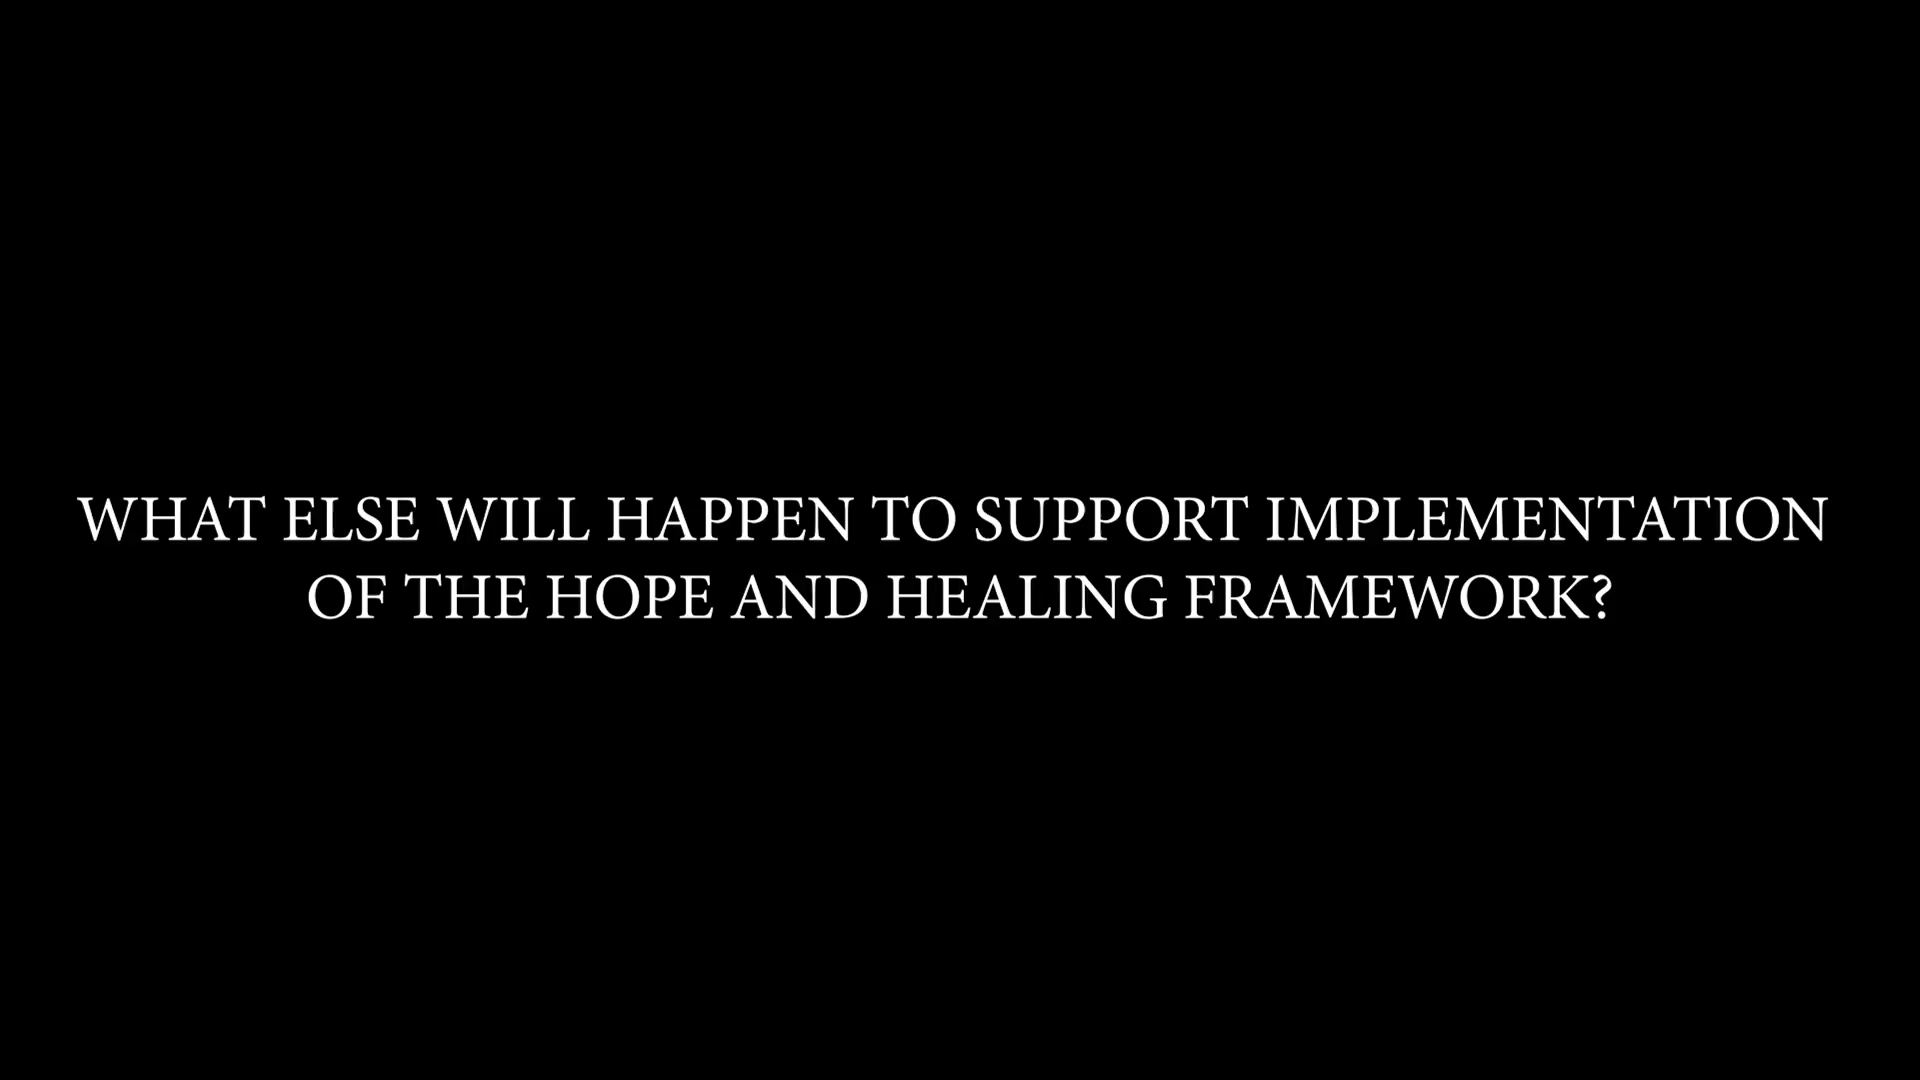 WHAT ELSE WILL HAPPEN TO SUPPORT IMPLEMENTATION
OF THE HOPE AND HEALING FRAMEWORK?